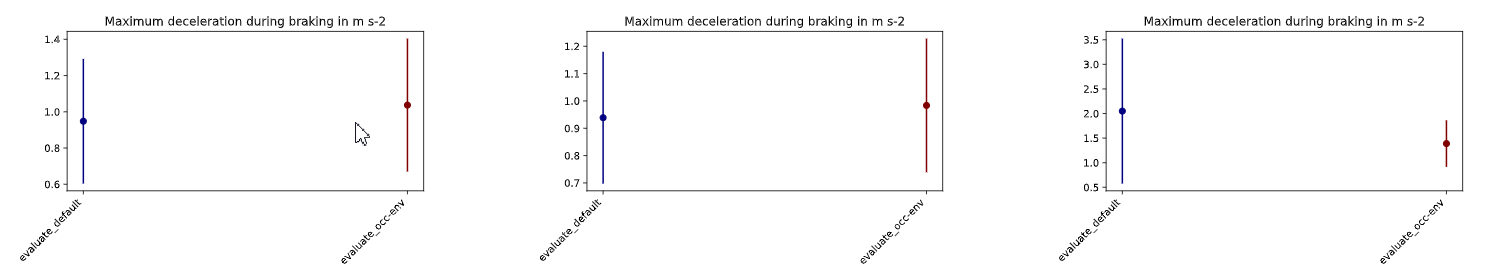 Maximum deceleration during braking in m s-2
1.4
1.2
1.0
0.8
0.6
evaluate_default
evaluate_occ-env
Maximum deceleration during braking in m s-2
1.2
1.1
1.0
0.9
0.8
0.7
evaluate_default
evaluate_occ-env
Maximum deceleration during braking in m s-2
3.5
3.0
2.5
2.0
1.5
1.0
0.5
evaluate_default
evaluate_occ-env